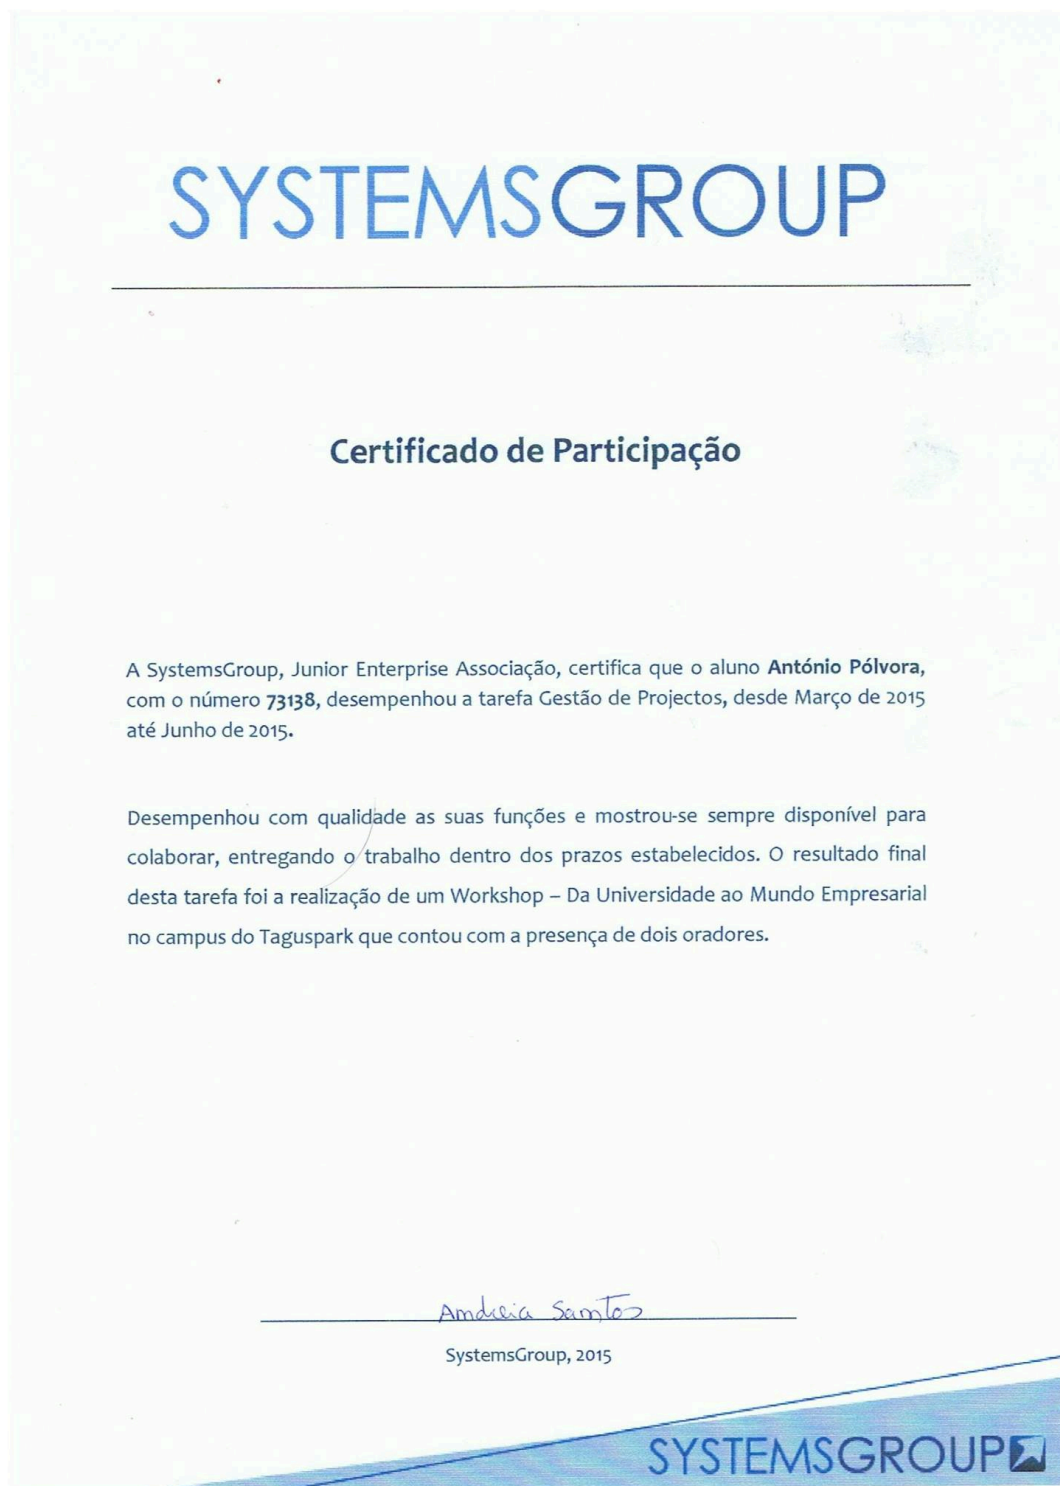 SYSTEMSGROUP
Certificado de Participação
A SystemsGroup, Junior Enterprise Associação, certifica que o aluno António Pólvora,
com o número 73138, desempenhou a tarefa Gestão de Projectos, desde Março de 2015
até Junho de 2015.
Desempenhou com qualidade as suas funções e mostrou-se sempre disponível para
colaborar, entregando o trabalho dentro dos prazos estabelecidos. O resultado final
desta tarefa foi a realização de um Workshop – Da Universidade ao Mundo Empresarial
no campus do Taguspark que contou com a presença de dois oradores.
Andreia Santos
SystemsGroup, 2015
SYSTEMSGROUP